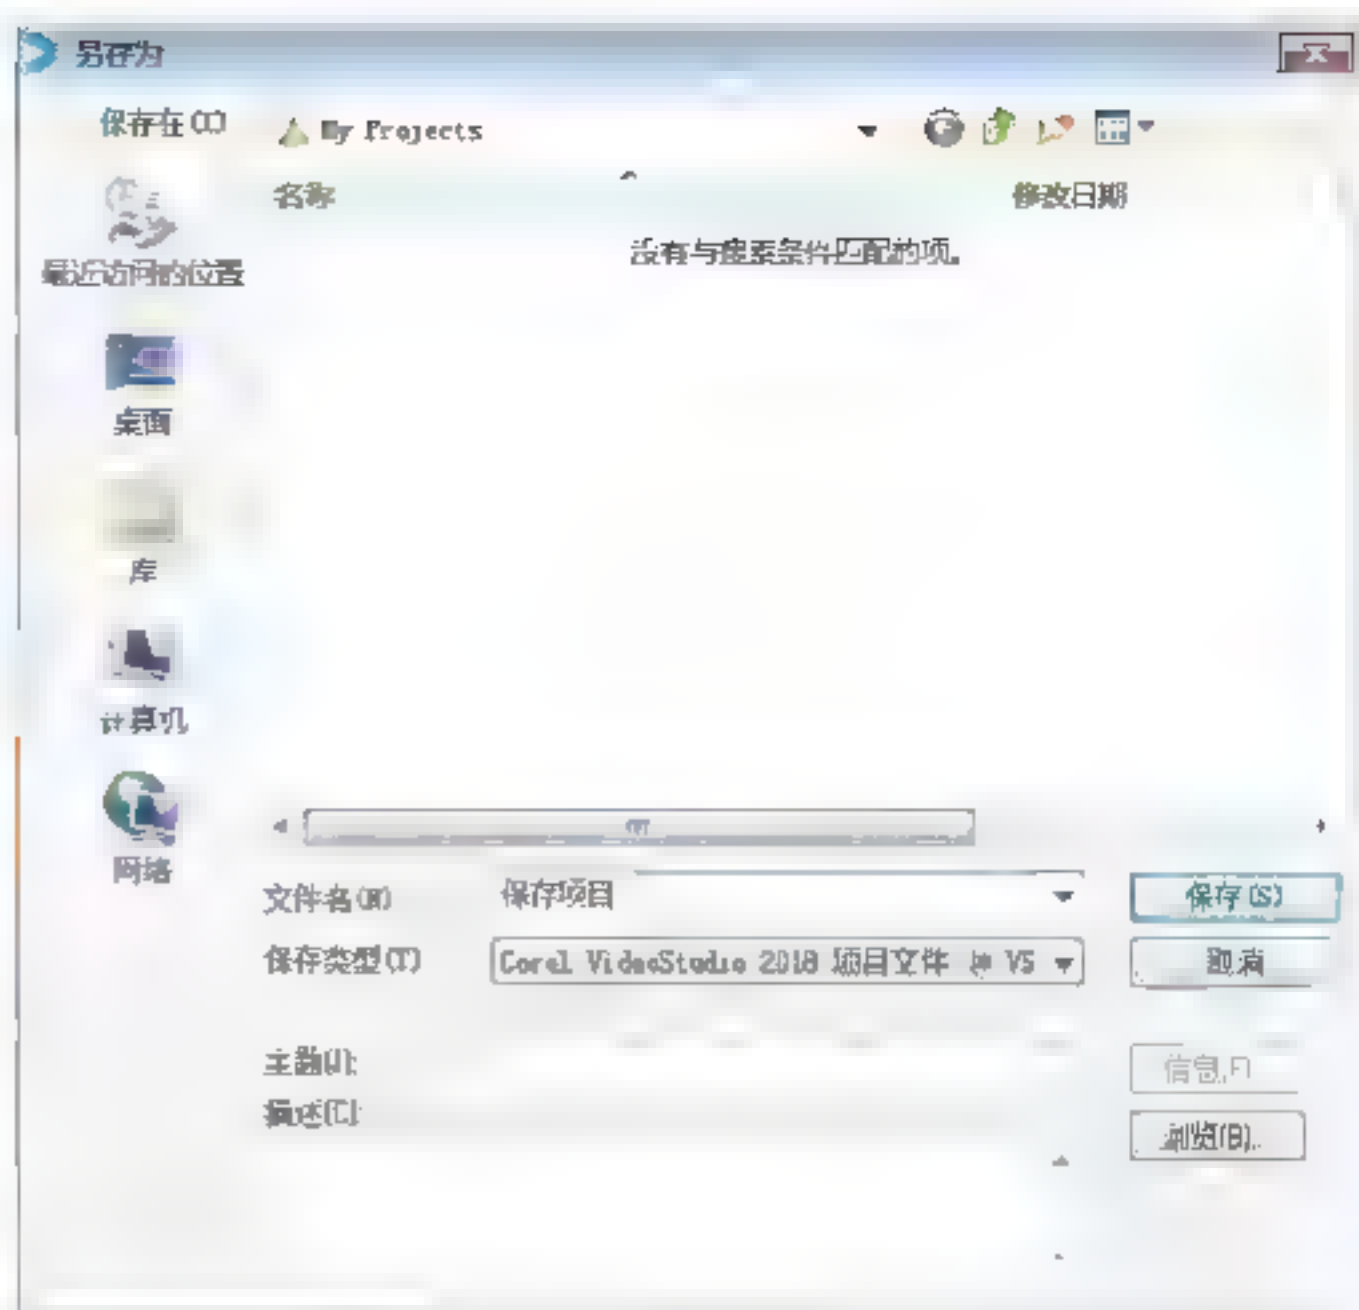 另存为
保存在(I)
My Projects
名称 修改日期
没有与搜索条件匹配的项。
最近访问的位置
桌面
库
计算机
网络
文件名(N) 保存项目 保存(S)
保存类型(T) Corel VideoStudio 2018 项目文件 VS 取消
主题(J):
信息
描述(E):
浏览(B)..